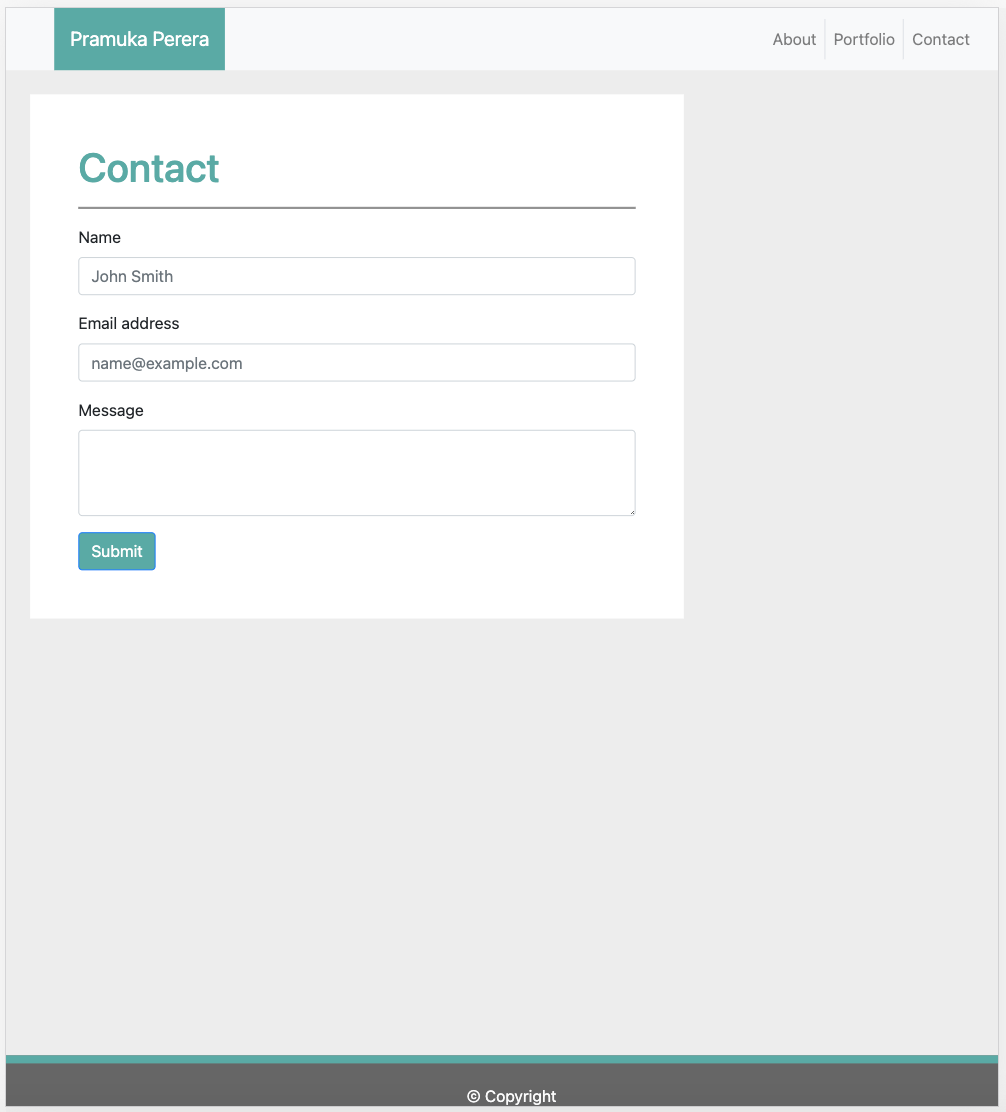 Pramuka Perera
About Portfolio Contact
Contact
Name
John Smith
Email address
name@example.com
Message
Submit
© Copyright